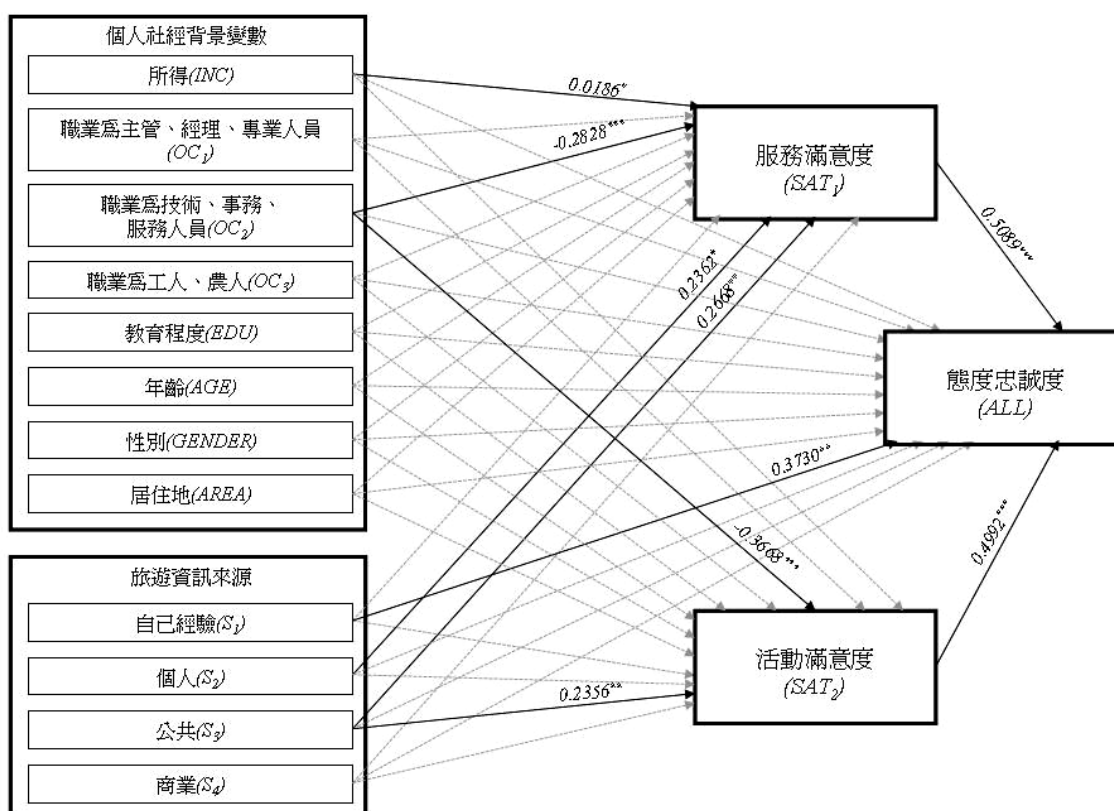 個人社經背景變數
所得(INC)
職業為主管、經理、專業人員
(OC₁)
職業為技術、事務、
服務人員(OC₂)
職業為工人、農人(OC₃)
教育程度(EDU)
年齡(AGE)
性別(GENDER)
居住地(AREA)
旅遊資訊來源
自己經驗(S₁)
個人(S₂)
公共(S₃)
商業(S₄)
0.0186*
-0.2828***
0.2362*
0.2668**
0.3730**
-0.3668***
0.2356**
服務滿意度
(SAT₁)
0.5089***
態度忠誠度
(ALL)
0.4992***
活動滿意度
(SAT₂)